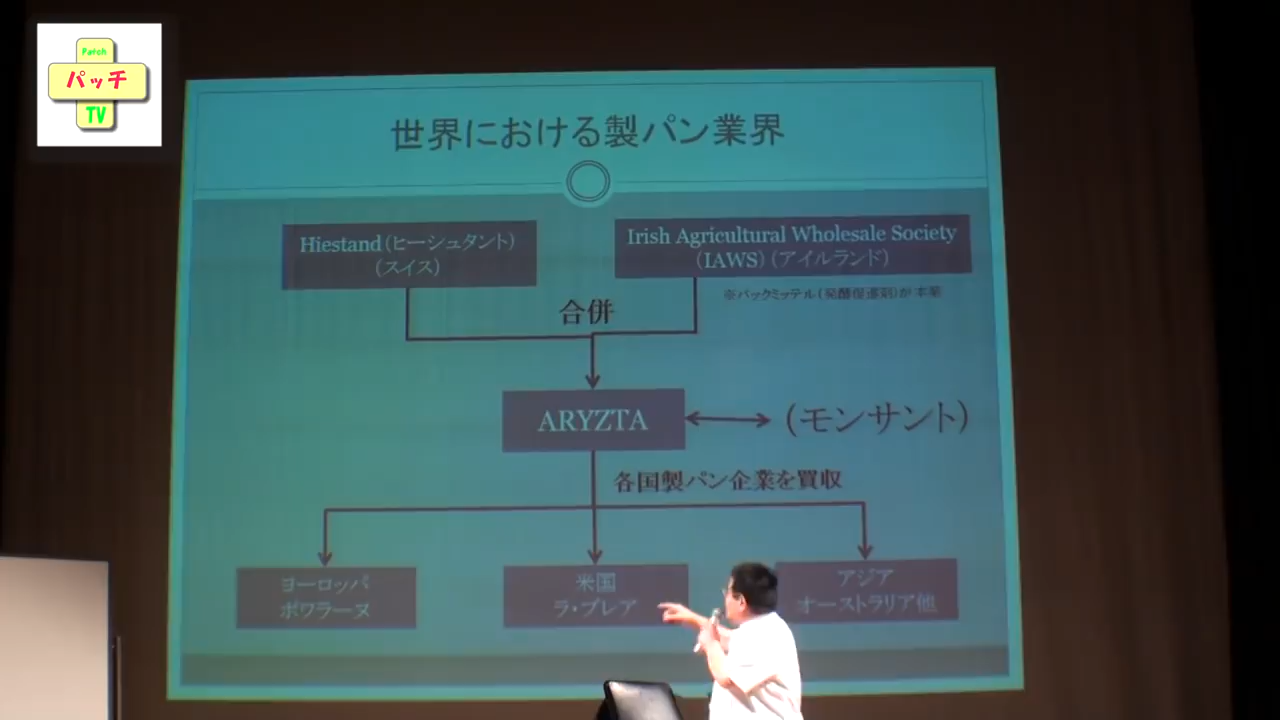 Patch
パッチ
TV
世界における製パン業界
Hiestand(ヒーシュタント)
(スイス)
Irish Agricultural Wholesale Society
(IAWS)(アイルランド)
※バックミッテル(発酵促進剤)が本業
合併
ARYZTA
(モンサント)
各国製パン企業を買収
ヨーロッパ
ポワラーヌ
米国
ラ・ブレア
アジア
オーストラリア他